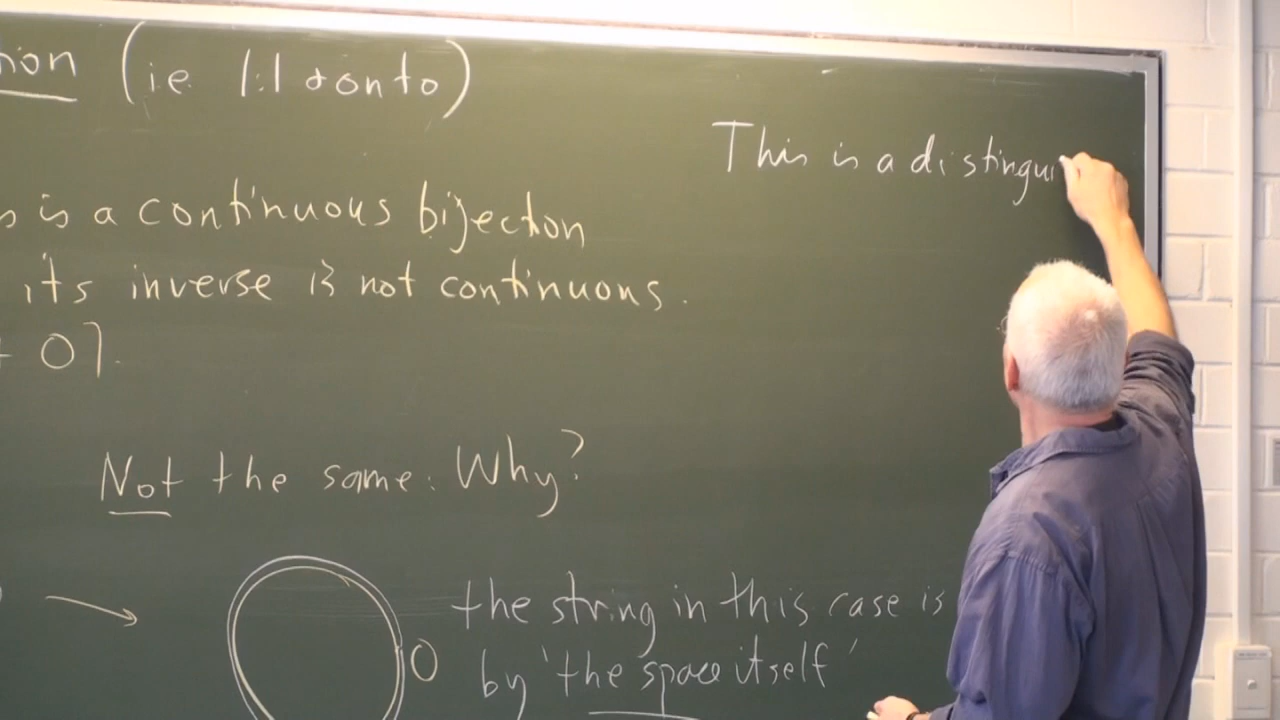 (ie 1:1 & onto)
This is a distingui
is a continuous bijection
its inverse is not continuous.
0}.
Not the same: Why?
the string in this case is
0
by 'the space itself'